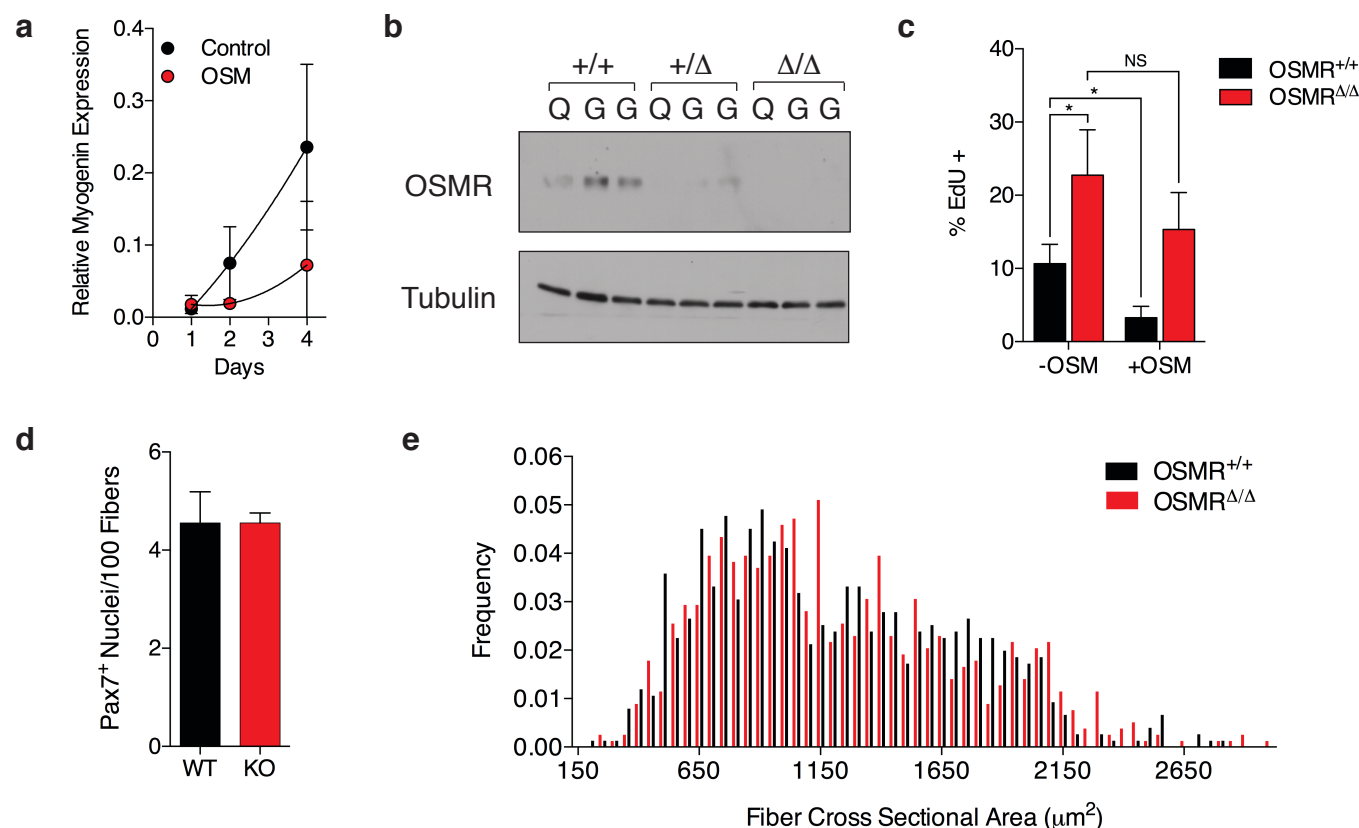 a
Relative Myogenin Expression
0.4
0.3
0.2
0.1
0.0
Control
OSM
0 1 2 3 4
Days
b
+/+ +/Δ Δ/Δ
Q G G Q G G Q G G
OSMR
Tubulin
c
% EdU +
40
30
20
10
0
NS
*
*
-OSM +OSM
OSMR+/+
OSMRΔ/Δ
d
Pax7+ Nuclei/100 Fibers
6
4
2
0
WT KO
e
Frequency
0.06
0.05
0.04
0.03
0.02
0.01
0.00
OSMR+/+
OSMRΔ/Δ
150 650 1150 1650 2150 2650
Fiber Cross Sectional Area (μm2)